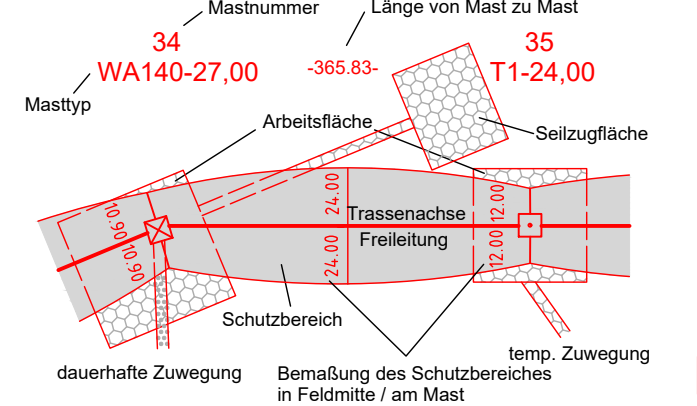 Mastnummer
Länge von Mast zu Mast
34
35
WA140-27,00
-365.83-
T1-24,00
Masttyp
Arbeitsfläche
Seilzugfläche
10.90
10.90
24.00
24.00
12.00
12.00
Trassenachse
Freileitung
Schutzbereich
temp. Zuwegung
dauerhafte Zuwegung
Bemaßung des Schutzbereiches
in Feldmitte / am Mast